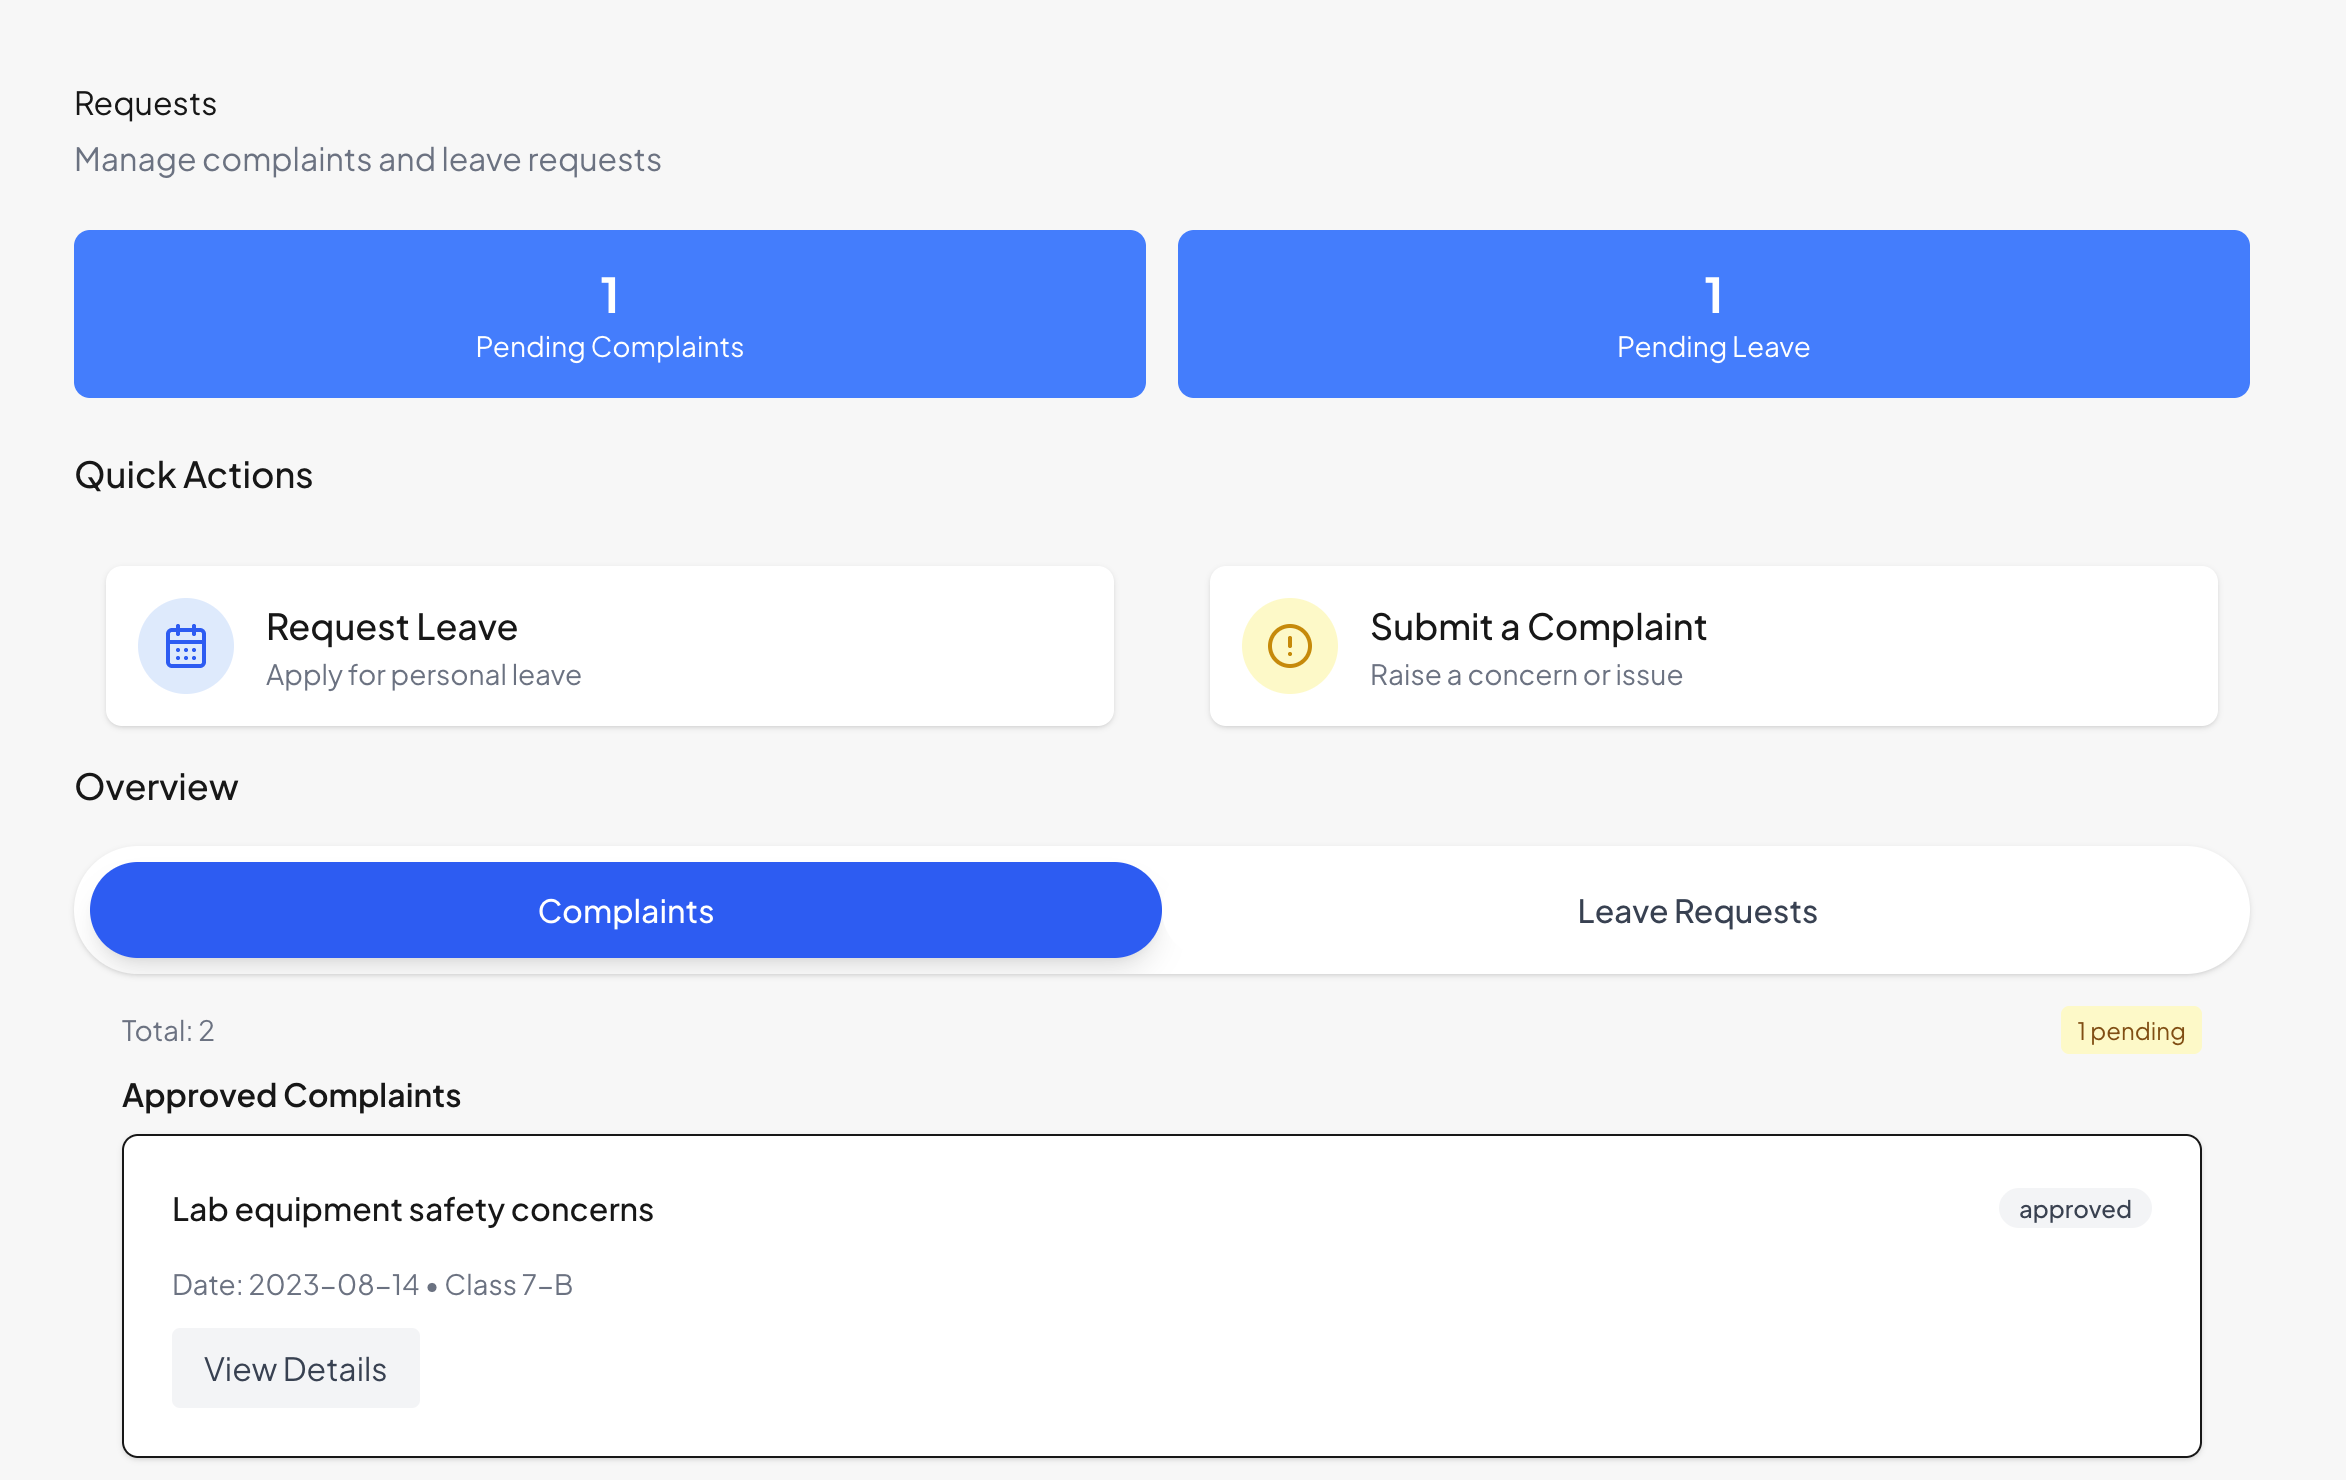 Requests
Manage complaints and leave requests
1
Pending Complaints
1
Pending Leave
Quick Actions
Request Leave
Apply for personal leave
Submit a Complaint
Raise a concern or issue
Overview
Complaints
Leave Requests
Total: 2
1 pending
Approved Complaints
Lab equipment safety concerns
approved
Date: 2023-08-14 • Class 7-B
View Details